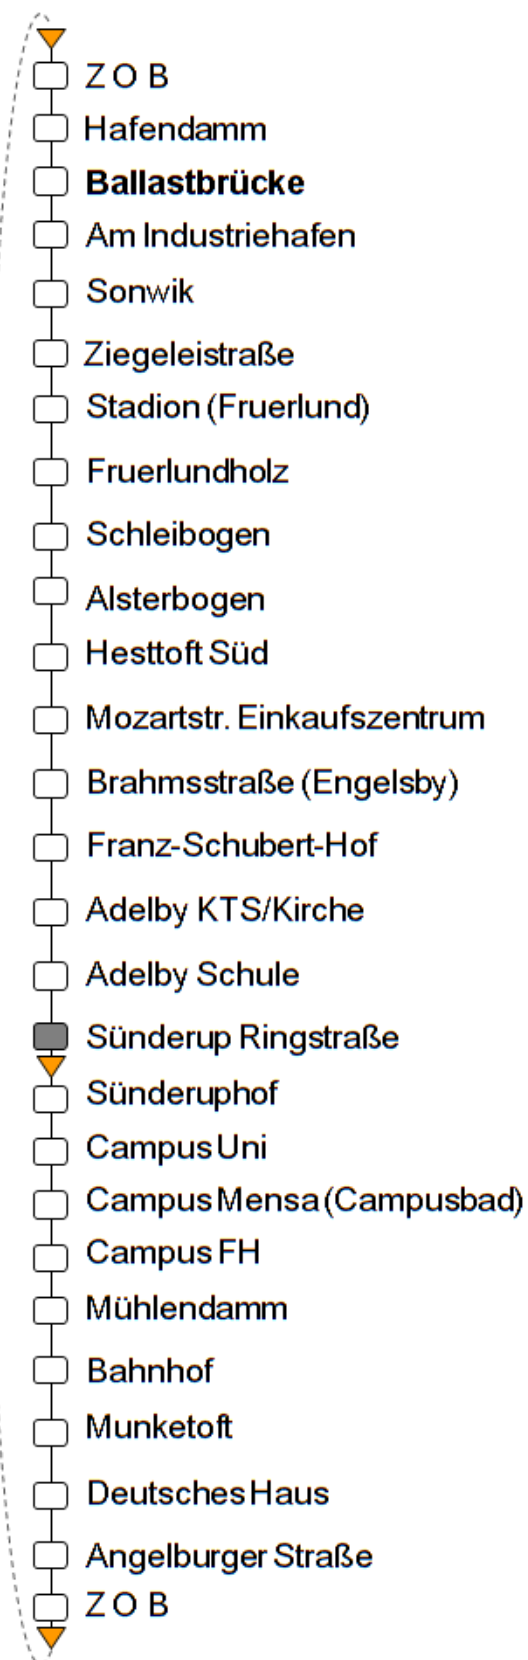 Z O B
Hafendamm
Ballastbrücke
Am Industriehafen
Sonwik
Ziegeleistraße
Stadion (Fruerlund)
Fruerlundholz
Schleibogen
Alsterbogen
Hesttoft Süd
Mozartstr. Einkaufszentrum
Brahmsstraße (Engelsby)
Franz-Schubert-Hof
Adelby KTS/Kirche
Adelby Schule
Sünderup Ringstraße
Sünderuphof
Campus Uni
Campus Mensa (Campusbad)
Campus FH
Mühlendamm
Bahnhof
Munketoft
Deutsches Haus
Angelburger Straße
Z O B